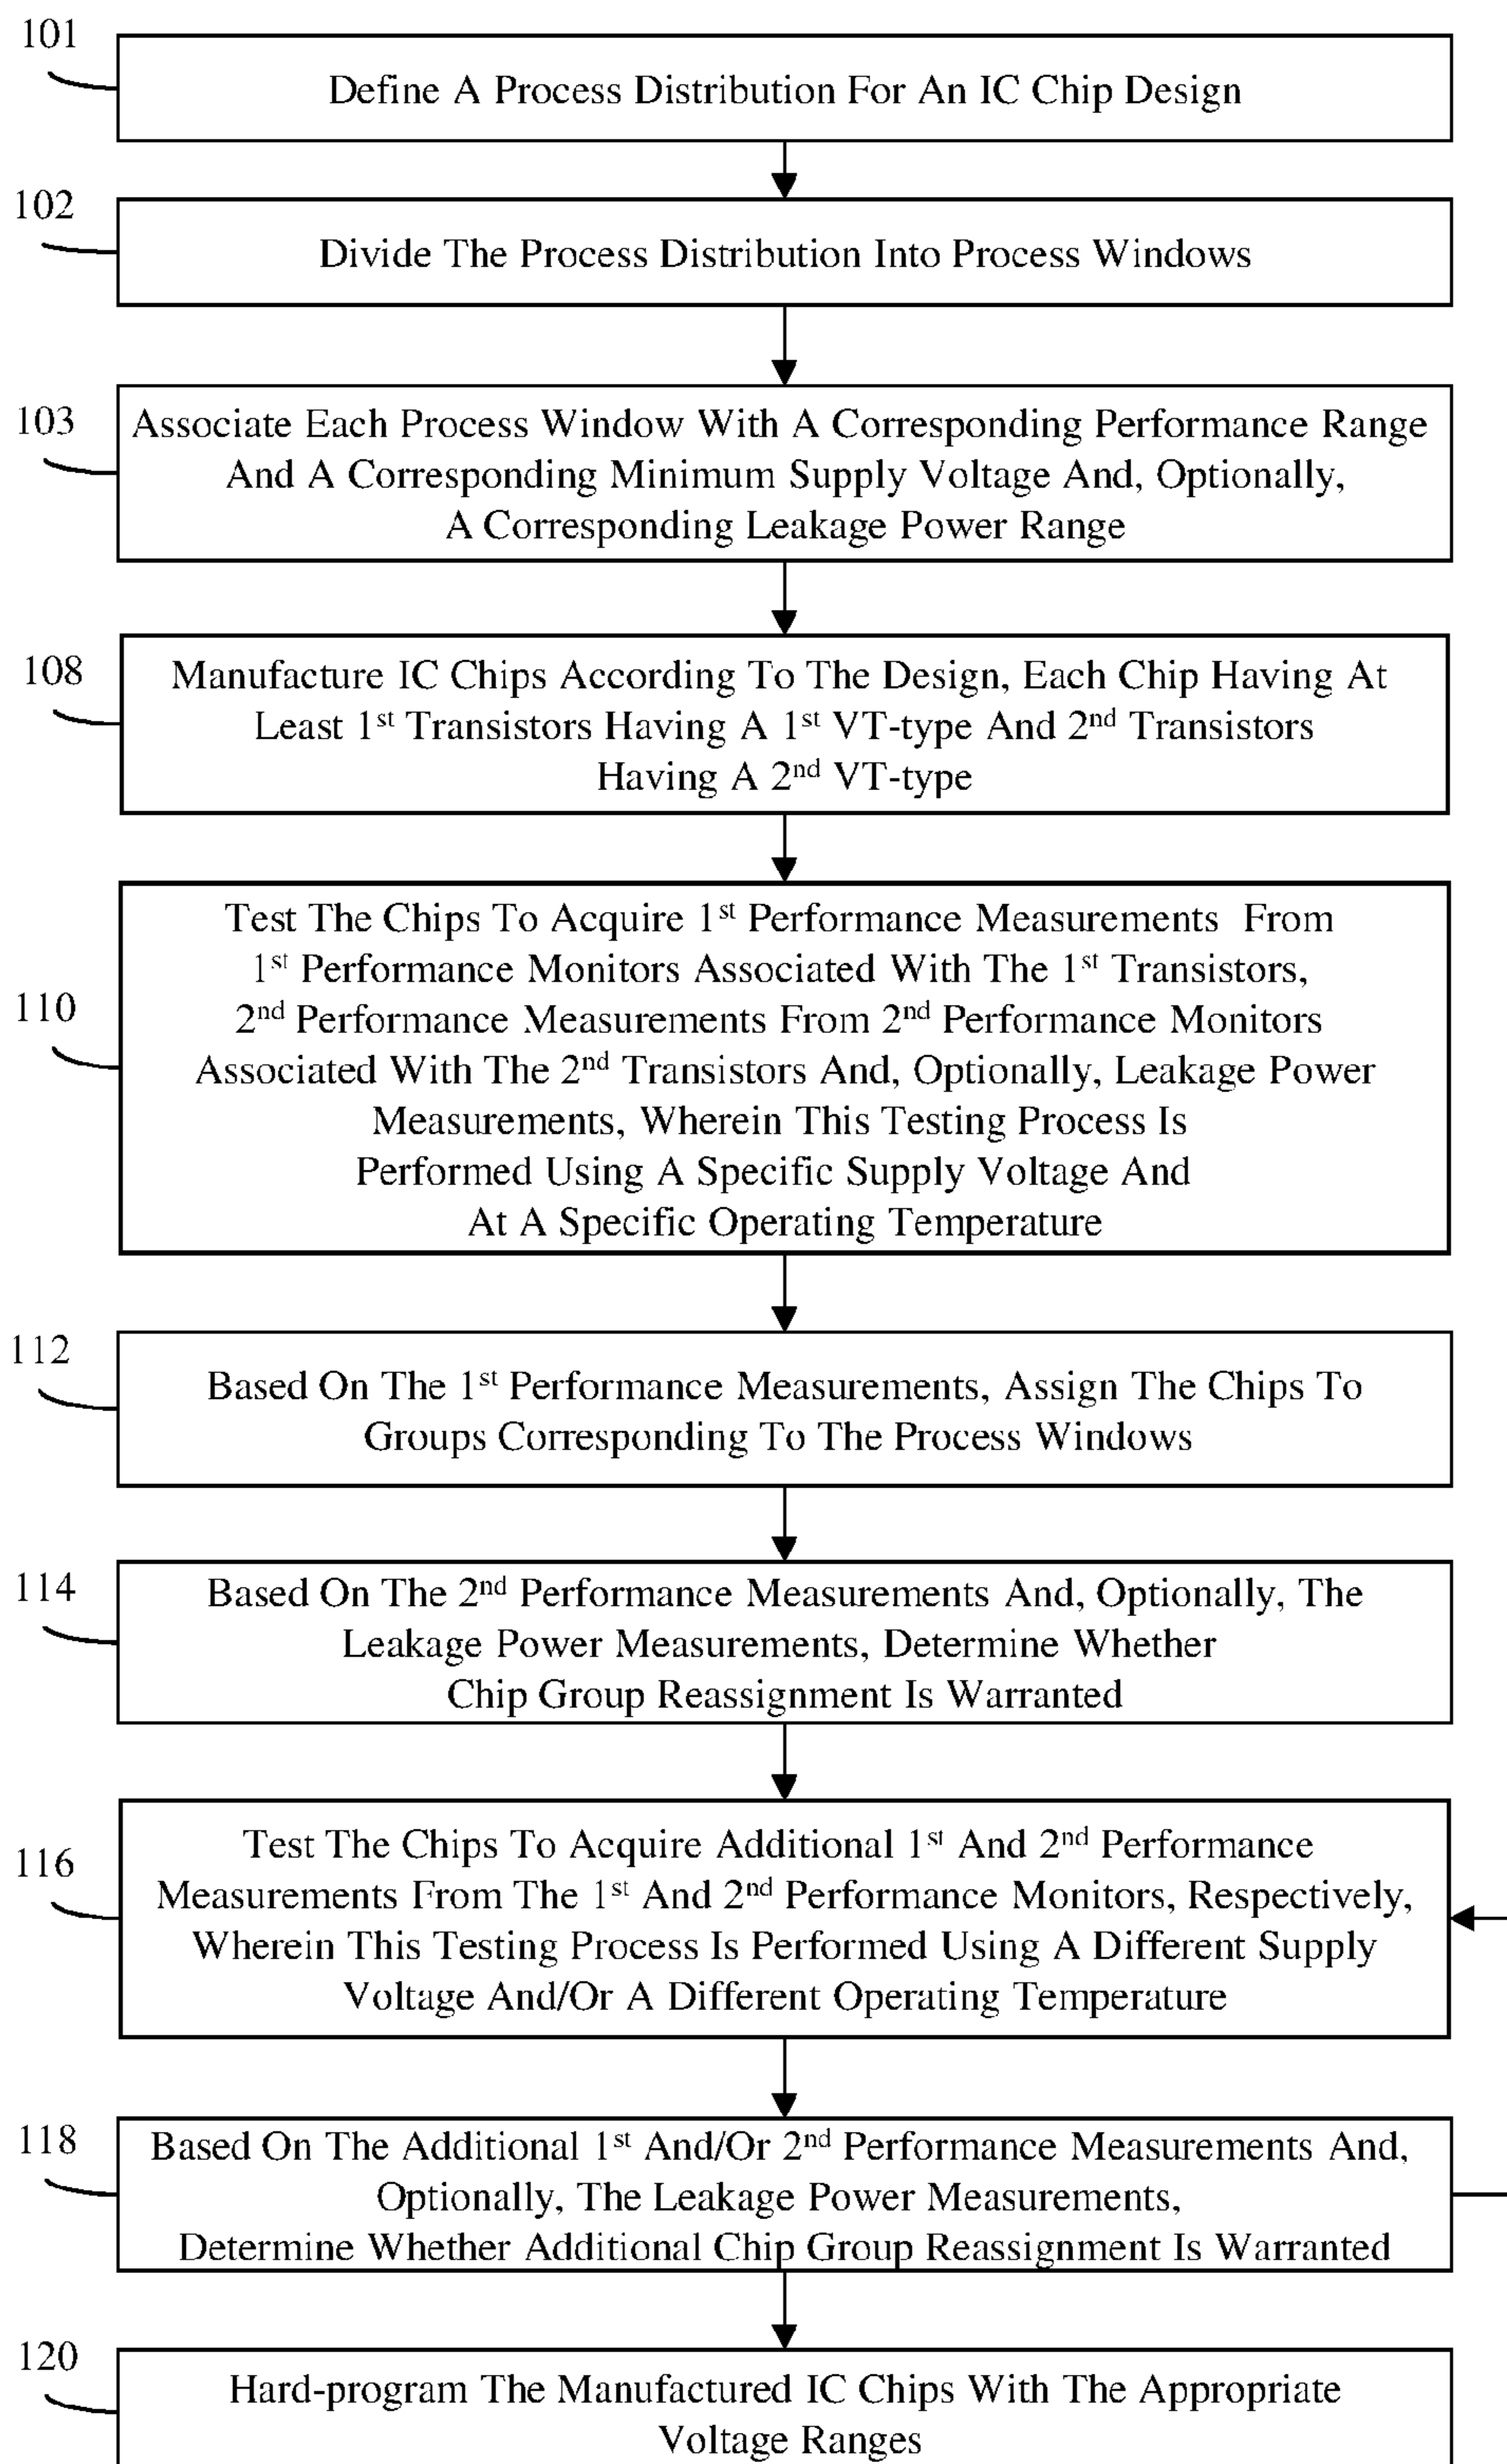 101
Define A Process Distribution For An IC Chip Design
102
Divide The Process Distribution Into Process Windows
103
Associate Each Process Window With A Corresponding Performance Range
And A Corresponding Minimum Supply Voltage And, Optionally,
A Corresponding Leakage Power Range
108
Manufacture IC Chips According To The Design, Each Chip Having At
Least 1st Transistors Having A 1st VT-type And 2nd Transistors
Having A 2nd VT-type
110
Test The Chips To Acquire 1st Performance Measurements From
1st Performance Monitors Associated With The 1st Transistors,
2nd Performance Measurements From 2nd Performance Monitors
Associated With The 2nd Transistors And, Optionally, Leakage Power
Measurements, Wherein This Testing Process Is
Performed Using A Specific Supply Voltage And
At A Specific Operating Temperature
112
Based On The 1st Performance Measurements, Assign The Chips To
Groups Corresponding To The Process Windows
114
Based On The 2nd Performance Measurements And, Optionally, The
Leakage Power Measurements, Determine Whether
Chip Group Reassignment Is Warranted
116
Test The Chips To Acquire Additional 1st And 2nd Performance
Measurements From The 1st And 2nd Performance Monitors, Respectively,
Wherein This Testing Process Is Performed Using A Different Supply
Voltage And/Or A Different Operating Temperature
118
Based On The Additional 1st And/Or 2nd Performance Measurements And,
Optionally, The Leakage Power Measurements,
Determine Whether Additional Chip Group Reassignment Is Warranted
120
Hard-program The Manufactured IC Chips With The Appropriate
Voltage Ranges